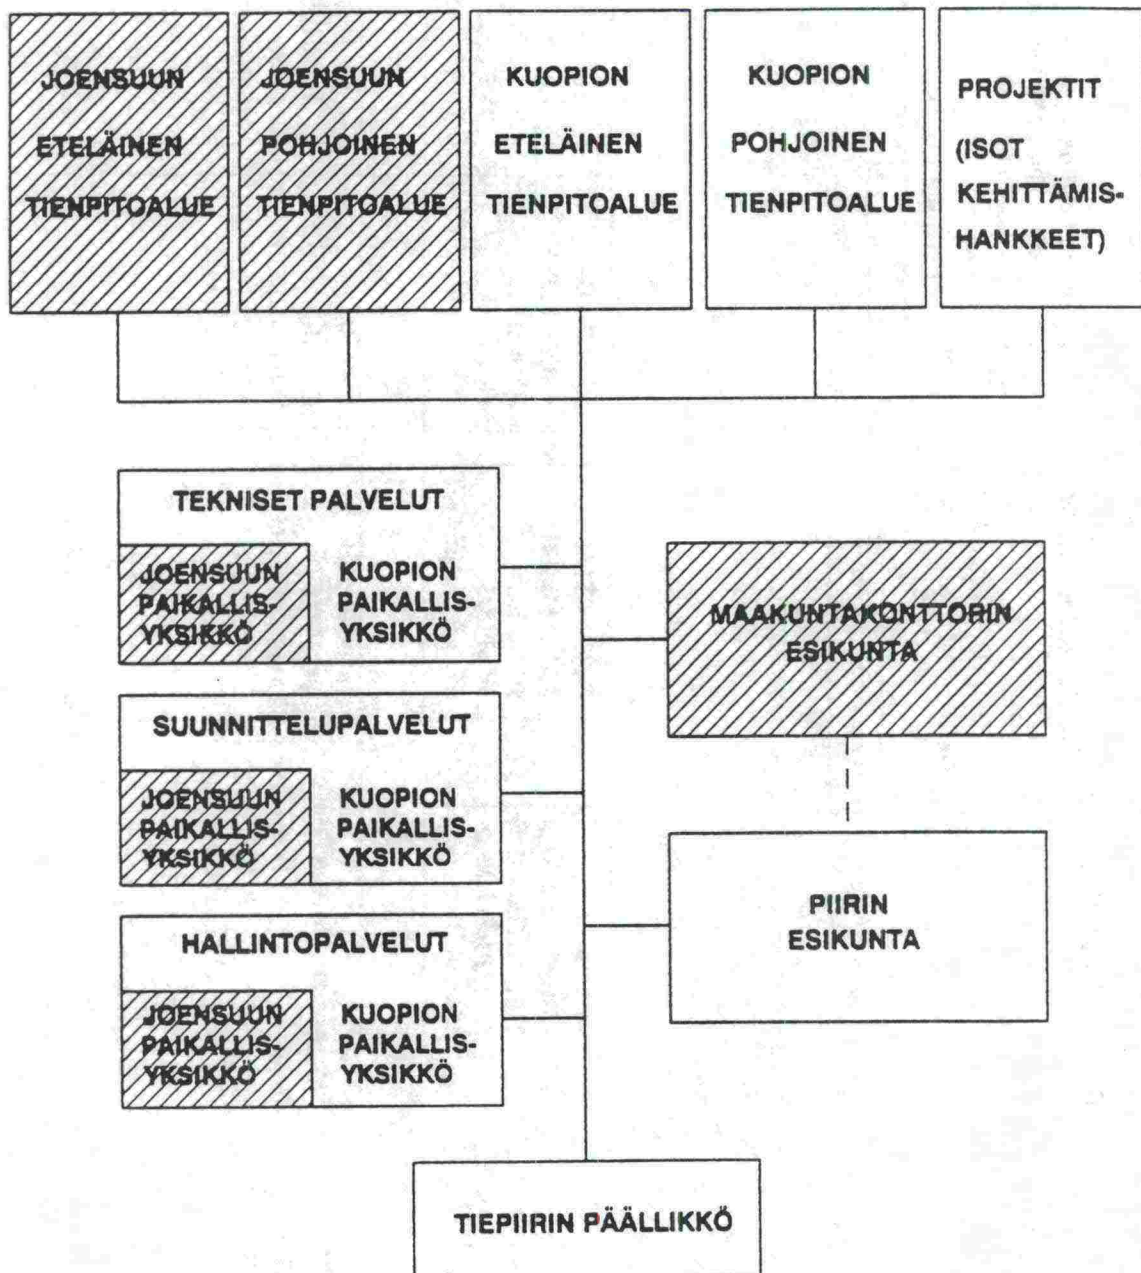 JOENSUUN
ETELÄINEN
TIENPITOALUE
JOENSUUN
POHJOINEN
TIENPITOALUE
KUOPION
ETELÄINEN
TIENPITOALUE
KUOPION
POHJOINEN
TIENPITOALUE
PROJEKTIT
(ISOT
KEHITTÄMIS-
HANKKEET)
TEKNISET PALVELUT
JOENSUUN
PAIKALLIS-
YKSIKKÖ
KUOPION
PAIKALLIS-
YKSIKKÖ
MAAKUNTAKONTTORIN
ESIKUNTA
SUUNNITTELUPALVELUT
JOENSUUN
PAIKALLIS-
YKSIKKÖ
KUOPION
PAIKALLIS-
YKSIKKÖ
PIIRIN
ESIKUNTA
HALLINTOPALVELUT
JOENSUUN
PAIKALLIS-
YKSIKKÖ
KUOPION
PAIKALLIS-
YKSIKKÖ
TIEPIIRIN PÄÄLLIKKÖ